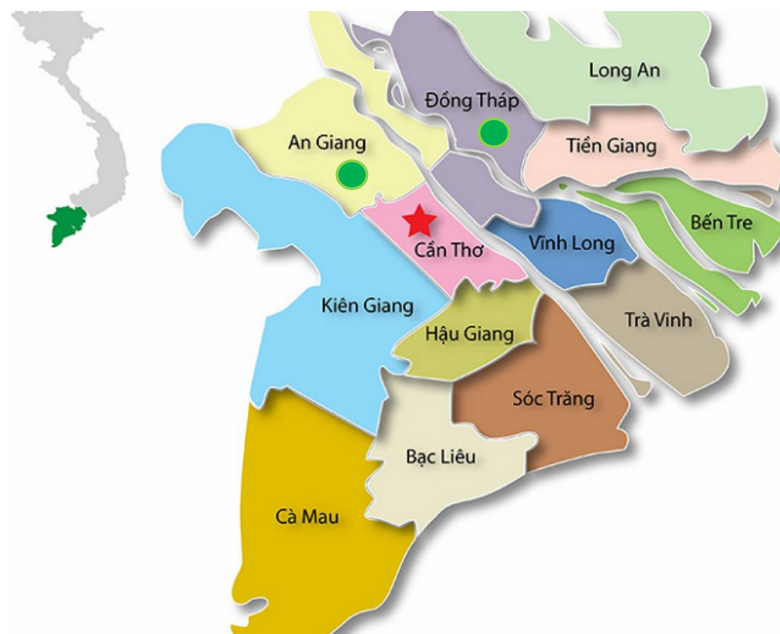 Long An
Đồng Tháp
An Giang
Tiền Giang
Bến Tre
Vĩnh Long
Cần Thơ
Kiên Giang
Trà Vinh
Hậu Giang
Sóc Trăng
Bạc Liêu
Cà Mau